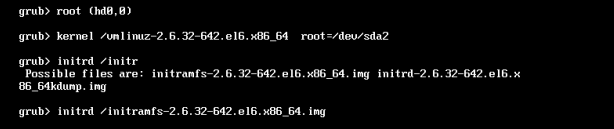 grub> root (hd0,0)
grub> kernel /vmlinuz-2.6.32-642.el6.x86_64  root=/dev/sda2
grub> initrd /initr
 Possible files are: initramfs-2.6.32-642.el6.x86_64.img initrd-2.6.32-642.el6.x
86_64kdump.img
grub> initrd /initramfs-2.6.32-642.el6.x86_64.img